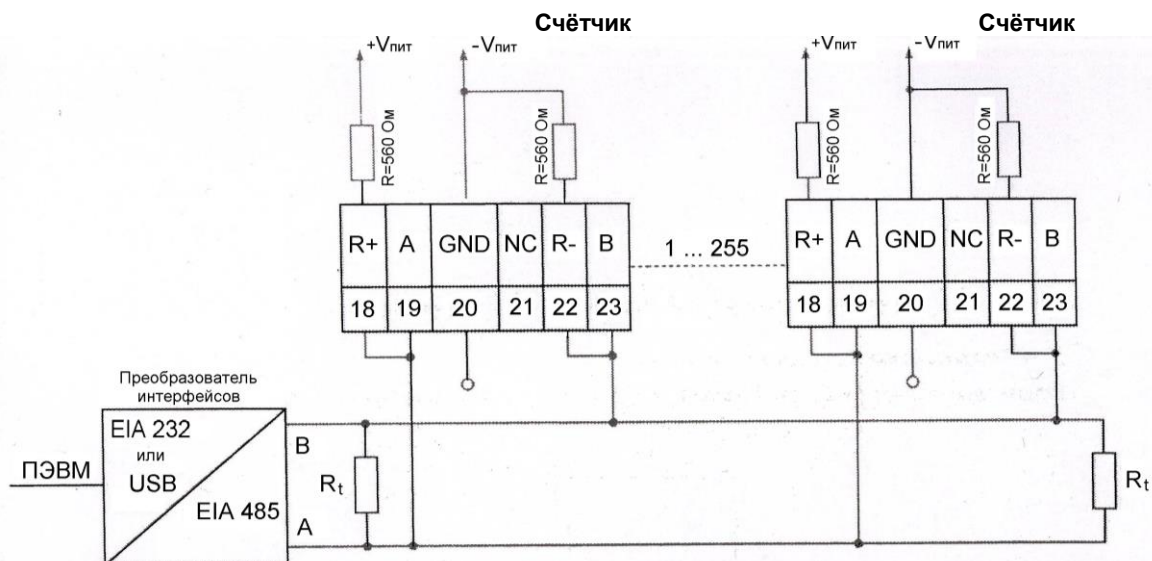 Счётчик
Счётчик
+Vпит
-Vпит
+Vпит
-Vпит
R=560 Ом
R=560 Ом
R=560 Ом
R=560 Ом
R+ A GND NC R- B
1 ... 255
R+ A GND NC R- B
18 19 20 21 22 23
18 19 20 21 22 23
Преобразователь
интерфейсов
EIA 232
или
USB
EIA 485
ПЭВМ
B
A
Rt
Rt